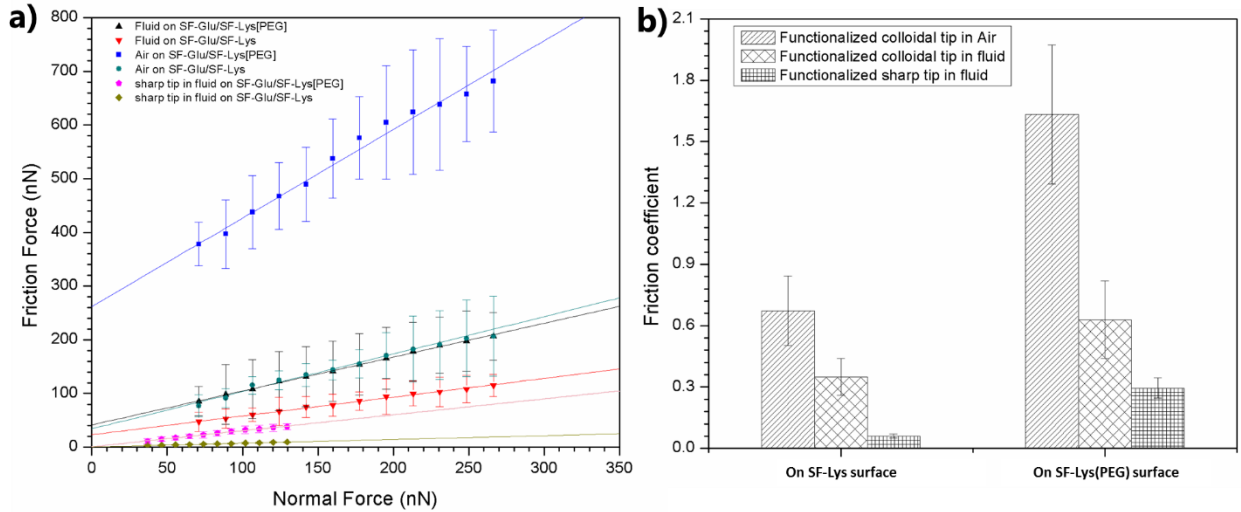 a)
Fluid on SF-Glu/SF-Lys[PEG]
Fluid on SF-Glu/SF-Lys
Air on SF-Glu/SF-Lys[PEG]
Air on SF-Glu/SF-Lys
sharp tip in fluid on SF-Glu/SF-Lys[PEG]
sharp tip in fluid on SF-Glu/SF-Lys
Friction Force (nN)
800
700
600
500
400
300
200
100
0
0 50 100 150 200 250 300 350
Normal Force (nN)
b)
Functionalized colloidal tip in Air
Functionalized colloidal tip in fluid
Functionalized sharp tip in fluid
Friction coefficient
2.1
1.8
1.5
1.2
0.9
0.6
0.3
0.0
On SF-Lys surface On SF-Lys(PEG) surface